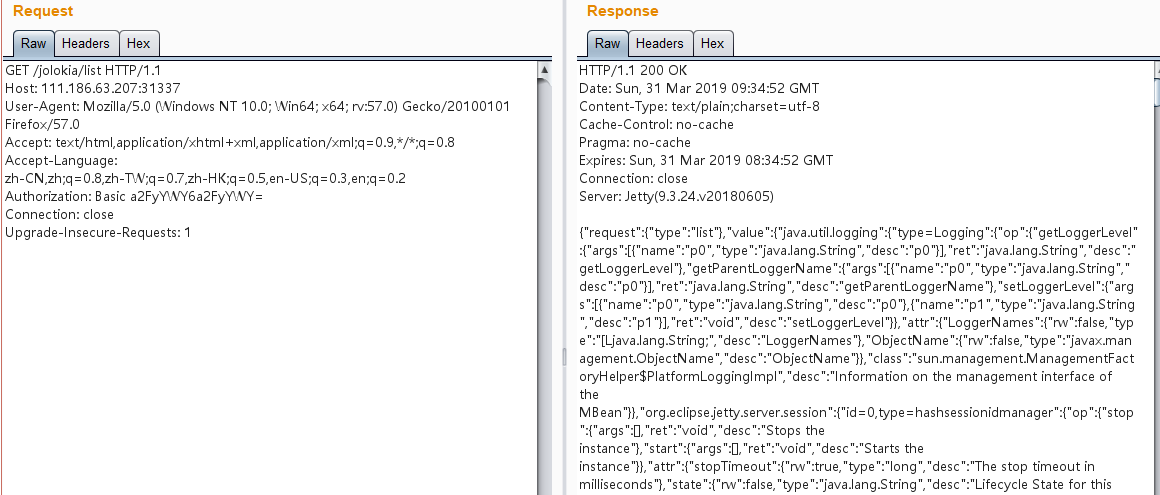 Request
Raw Headers Hex
GET /jolokia/list HTTP/1.1
Host: 111.186.63.207:31337
User-Agent: Mozilla/5.0 (Windows NT 10.0; Win64; x64; rv:57.0) Gecko/20100101
Firefox/57.0
Accept: text/html,application/xhtml+xml,application/xml;q=0.9,*/*;q=0.8
Accept-Language:
zh-CN,zh;q=0.8,zh-TW;q=0.7,zh-HK;q=0.5,en-US;q=0.3,en;q=0.2
Authorization: Basic a2FyYWY6a2FyYWY=
Connection: close
Upgrade-Insecure-Requests: 1
Response
Raw Headers Hex
HTTP/1.1 200 OK
Date: Sun, 31 Mar 2019 09:34:52 GMT
Content-Type: text/plain;charset=utf-8
Cache-Control: no-cache
Pragma: no-cache
Expires: Sun, 31 Mar 2019 08:34:52 GMT
Connection: close
Server: Jetty(9.3.24.v20180605)
{"request":{"type":"list"},"value":{"java.util.logging":{"type=Logging":{"op":{"getLoggerLevel"
:{"args":[{"name":"p0","type":"java.lang.String","desc":"p0"}],"ret":"java.lang.String","desc":"
getLoggerLevel"},"getParentLoggerName":{"args":[{"name":"p0","type":"java.lang.String","
desc":"p0"}],"ret":"java.lang.String","desc":"getParentLoggerName"},"setLoggerLevel":{"arg
s":[{"name":"p0","type":"java.lang.String","desc":"p0"},{"name":"p1","type":"java.lang.String
","desc":"p1"}],"ret":"void","desc":"setLoggerLevel"}},"attr":{"LoggerNames":{"rw":false,"typ
e":"[Ljava.lang.String;","desc":"LoggerNames"},"ObjectName":{"rw":false,"type":"javax.man
agement.ObjectName","desc":"ObjectName"}},"class":"sun.management.ManagementFact
oryHelper$PlatformLoggingImpl","desc":"Information on the management interface of
the
MBean"}},"org.eclipse.jetty.server.session":{"id=0,type=hashsessionidmanager":{"op":{"stop
":{"args":[],"ret":"void","desc":"Stops the
instance"},"start":{"args":[],"ret":"void","desc":"Starts the
instance"}},"attr":{"stopTimeout":{"rw":true,"type":"long","desc":"The stop timeout in
milliseconds"},"state":{"rw":false,"type":"java.lang.String","desc":"Lifecycle State for this